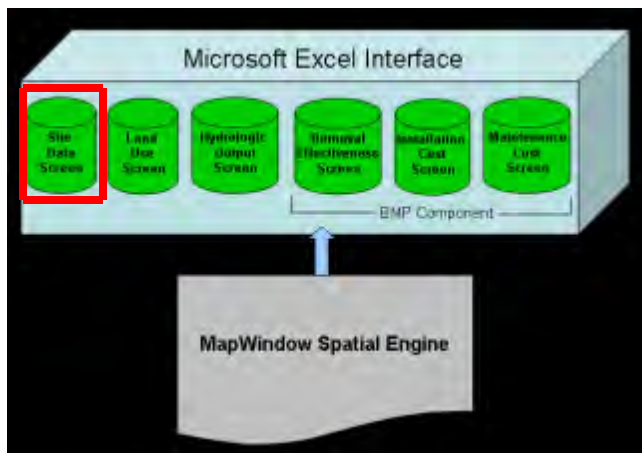 Microsoft Excel Interface
Site
Data
Screen
Land
Use
Screen
Hydrologic
Output
Screen
Removal
Effectiveness
Screen
Installation
Cost
Screen
Maintenance
Cost
Screen
BMP Component
MapWindow Spatial Engine